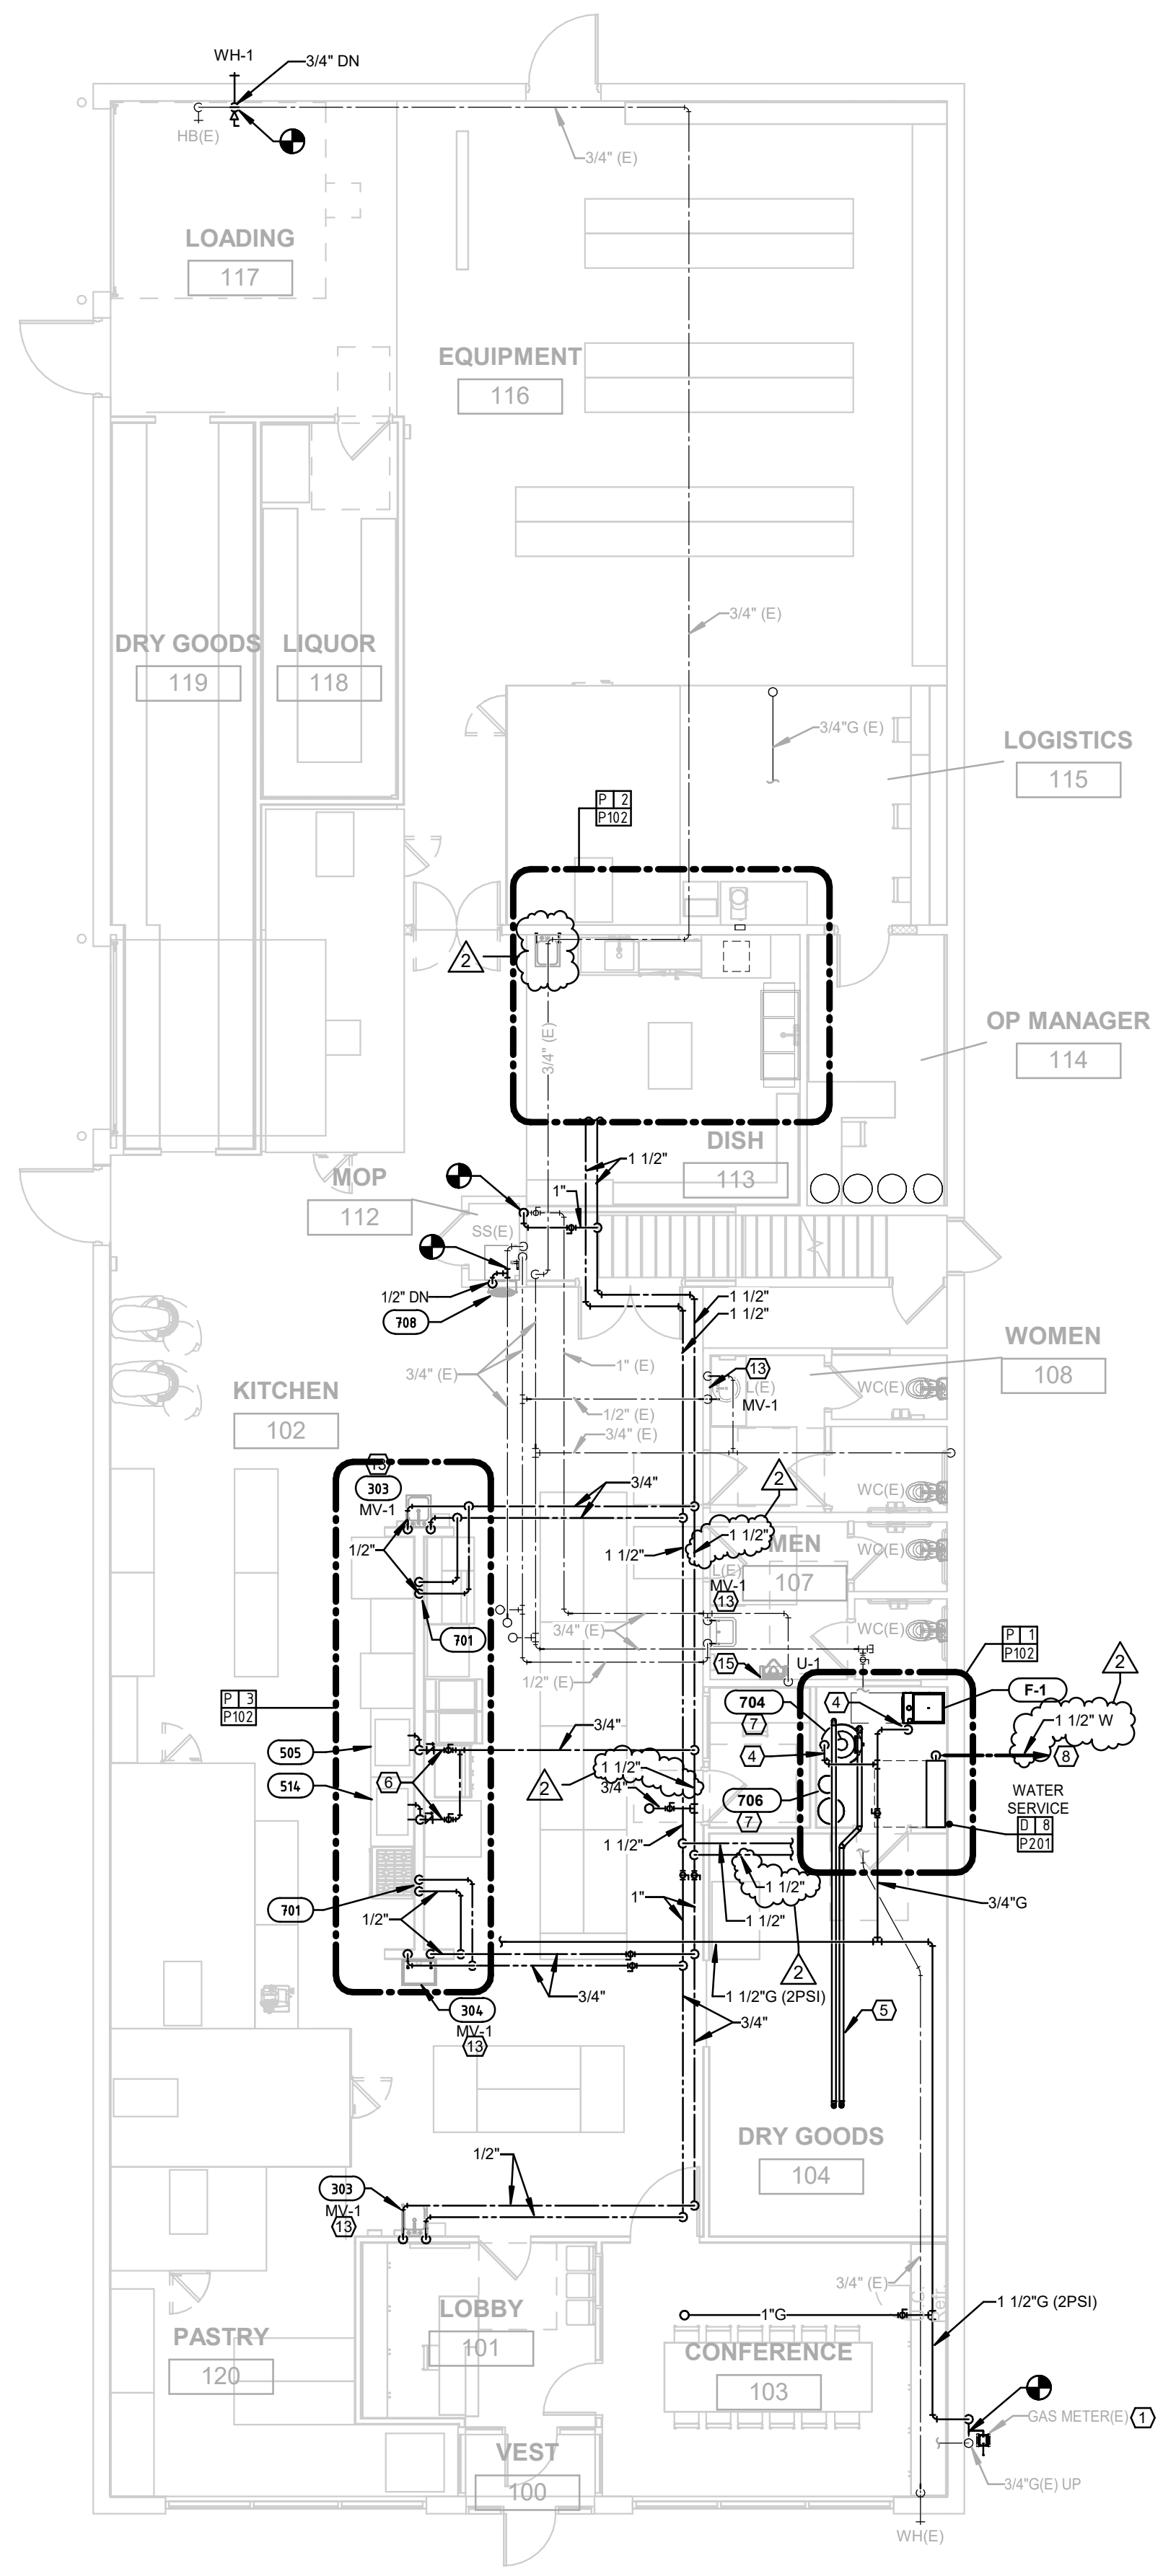 WH-1
3/4" DN
HB(E)
3/4" (E)
LOADING
117
EQUIPMENT
116
3/4" (E)
DRY GOODS
119
LIQUOR
118
3/4"G (E)
LOGISTICS
115
P 2
P102
2
3/4" (E)
OP MANAGER
114
DISH
113
1 1/2"
MOP
112
1"
SS(E)
1/2" DN
708
1 1/2"
1 1/2"
WOMEN
108
3/4" (E)
1" (E)
13
L(E)
MV-1
WC(E)
KITCHEN
102
1/2" (E)
3/4" (E)
13
303
MV-1
3/4"
2
WC(E)
1/2"
1 1/2"
1 1/2"
MEN
107
WC(E)
L(E)
MV-1
13
701
3/4" (E)
WC(E)
P 1
P102
2
1/2" (E)
15
U-1
P 3
P102
704
7
4
F-1
1 1/2" W
8
3/4"
505
4
6
514
2
1 1/2"
3/4"
706
7
WATER
SERVICE
D 8
P201
1 1/2"
1 1/2"
701
1/2"
1"
1 1/2"
3/4"G
2
1 1/2"G (2PSI)
3/4"
304
MV-1
13
3/4"
5
DRY GOODS
104
1/2"
303
MV-1
13
3/4" (E)
Refr.
1 1/2"G (2PSI)
LOBBY
101
1"G
PASTRY
120
CONFERENCE
103
GAS METER(E)
1
VEST
100
3/4"G(E) UP
WH(E)